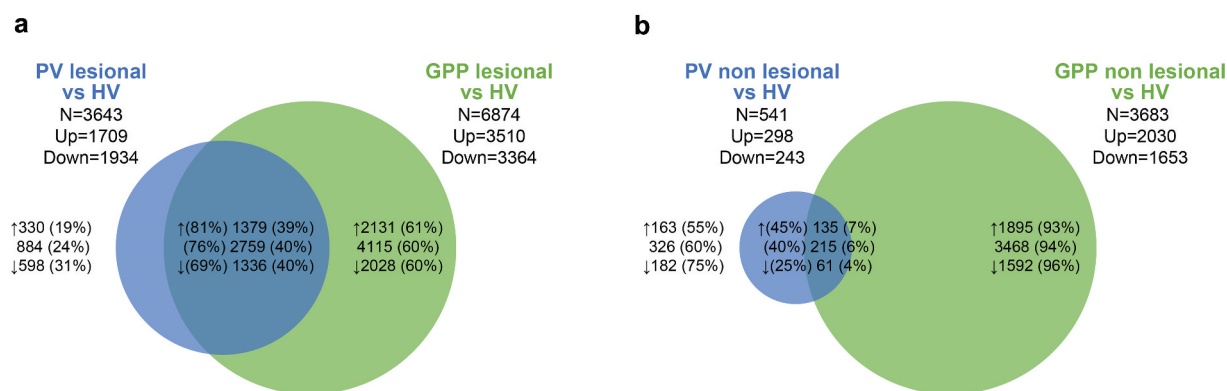 a
PV lesional
vs HV
N=3643
Up=1709
Down=1934
GPP lesional
vs HV
N=6874
Up=3510
Down=3364
↑330 (19%)
884 (24%)
↓598 (31%)
↑(81%) 1379 (39%)
(76%) 2759 (40%)
↓(69%) 1336 (40%)
↑2131 (61%)
4115 (60%)
↓2028 (60%)
b
PV non lesional
vs HV
N=541
Up=298
Down=243
GPP non lesional
vs HV
N=3683
Up=2030
Down=1653
↑163 (55%)
326 (60%)
↓182 (75%)
↑(45%) 135 (7%)
(40%) 215 (6%)
↓(25%) 61 (4%)
↑1895 (93%)
3468 (94%)
↓1592 (96%)